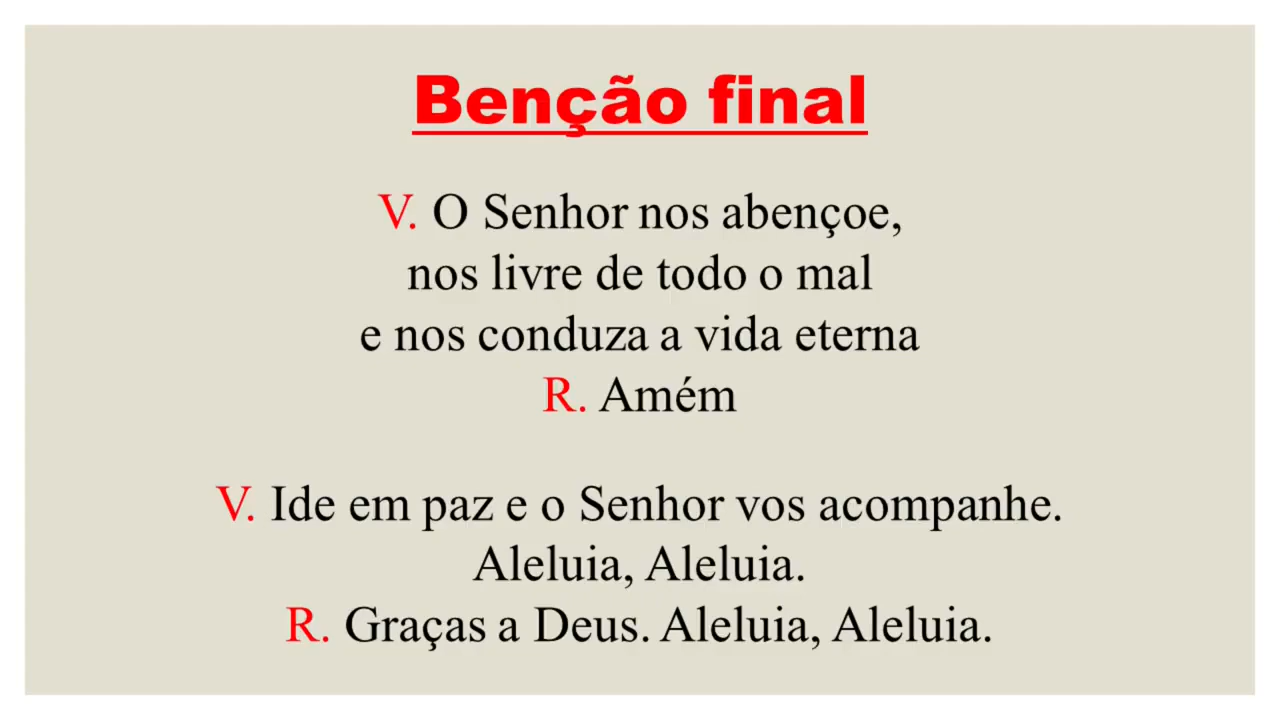 Benção final
V. O Senhor nos abençoe,
nos livre de todo o mal
e nos conduza a vida eterna
R. Amém
V. Ide em paz e o Senhor vos acompanhe.
Aleluia, Aleluia.
R. Graças a Deus. Aleluia, Aleluia.